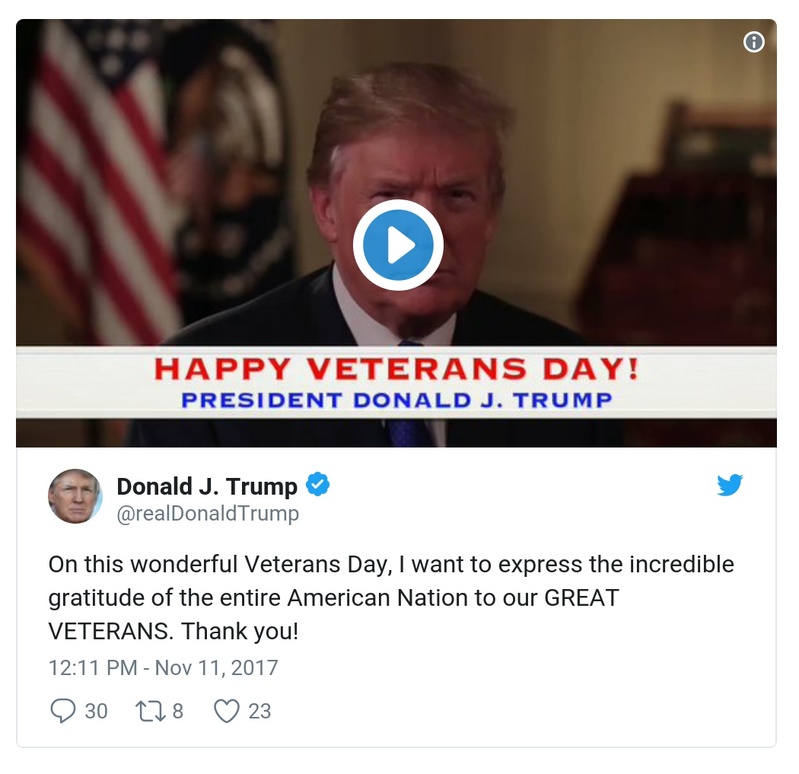 HAPPY VETERANS DAY!
PRESIDENT DONALD J. TRUMP
Donald J. Trump
@realDonaldTrump
On this wonderful Veterans Day, I want to express the incredible
gratitude of the entire American Nation to our GREAT
VETERANS. Thank you!
12:11 PM - Nov 11, 2017
30 8 23